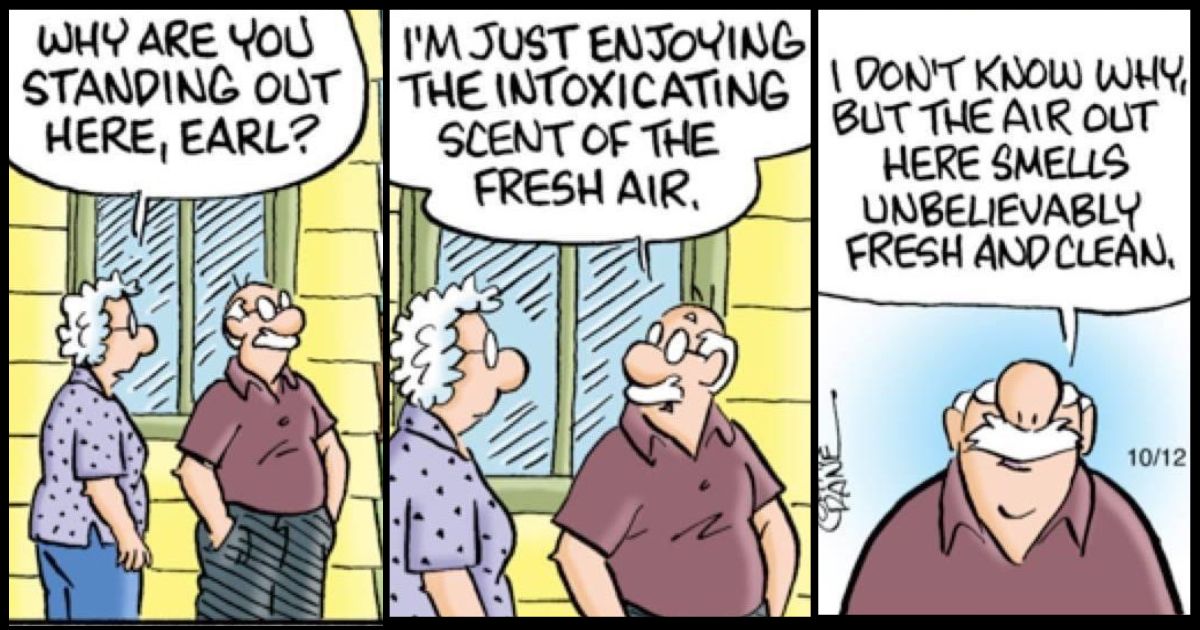 WHY ARE YOU
STANDING OUT
HERE, EARL?
I'M JUST ENJOYING
THE INTOXICATING
SCENT OF THE
FRESH AIR.
I DON'T KNOW WHY,
BUT THE AIR OUT
HERE SMELLS
UNBELIEVABLY
FRESH AND CLEAN.
CRANE
10/12